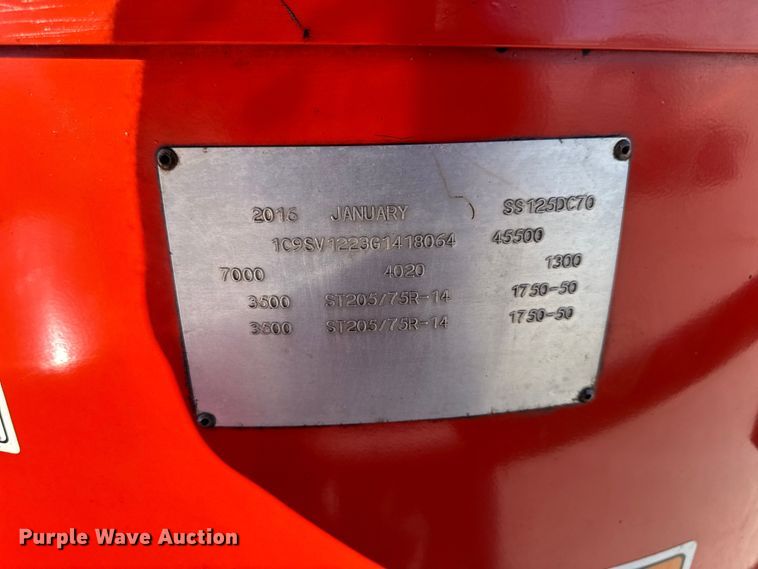 2016 JANUARY SS125DC70
1C9SV1223G1418064 45500
7000 4020 1300
3500 ST205/75R-14 1750-50
3500 ST205/75R-14 1750-50
Purple Wave Auction